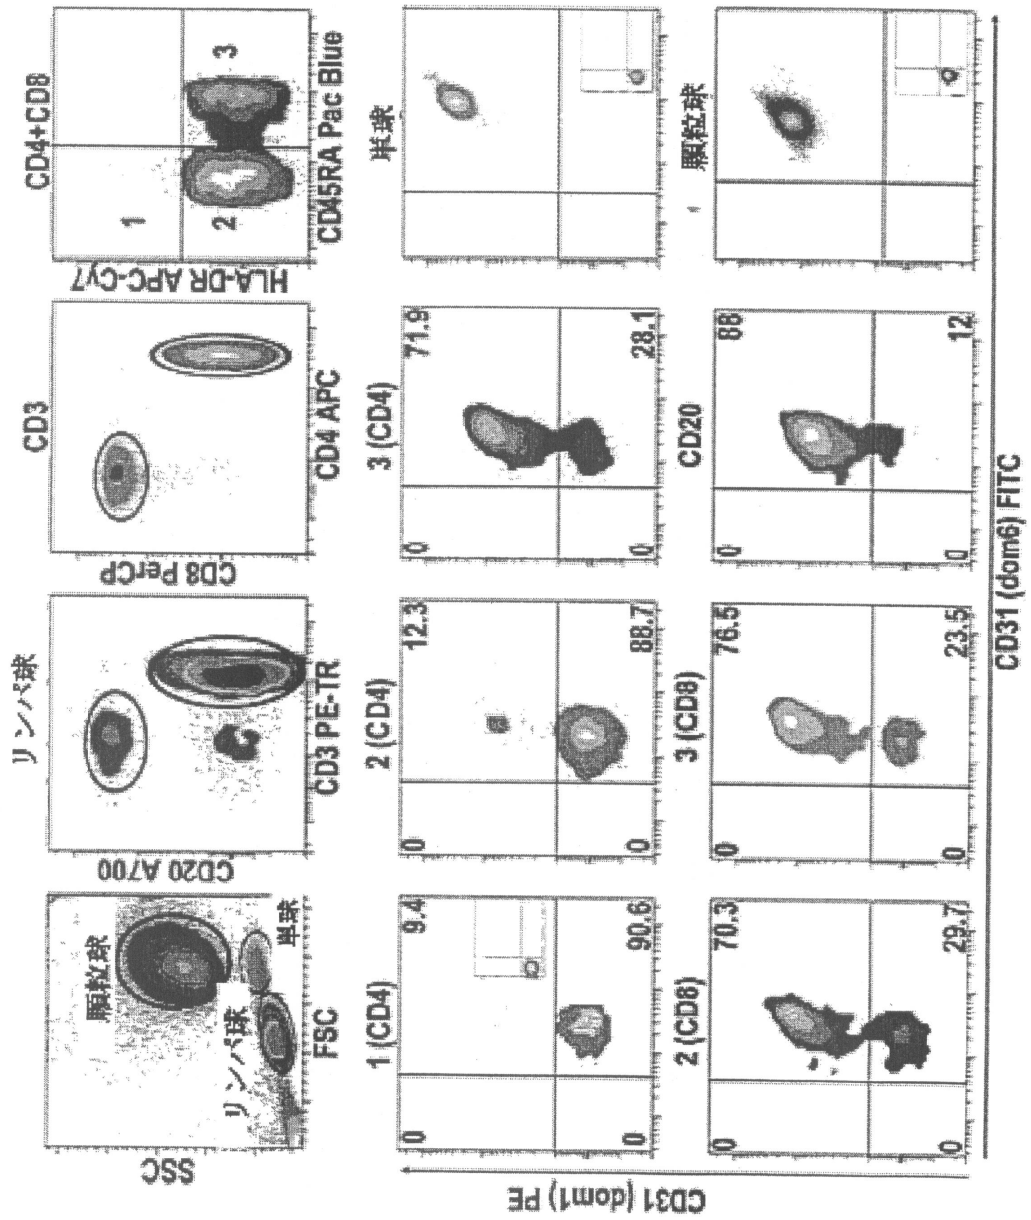 リンパ球
CD3
CD4+CD8
顆粒球
リンパ球
単球
1
2
3
SSC
CD20 A700
CD8 PerCP
HLA-DR APC-Cy7
FSC
CD3 PE-TR
CD4 APC
CD45RA Pac Blue
1 (CD4)
2 (CD4)
3 (CD4)
単球
0
9.4
0
12.3
0
71.9
0
90.6
0
88.7
0
28.1
2 (CD8)
3 (CD8)
CD20
顆粒球
0
70.3
0
76.5
0
88
0
29.7
0
23.5
0
12
CD31 (dom1) PE
CD31 (dom6) FITC